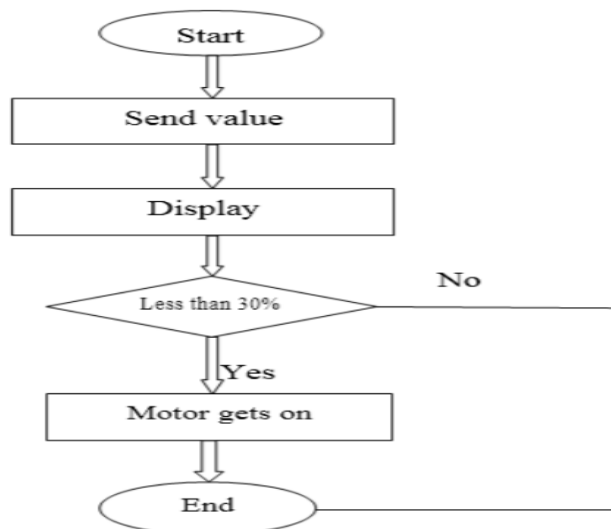 Start
Send value
Display
Less than 30%
No
Yes
Motor gets on
End